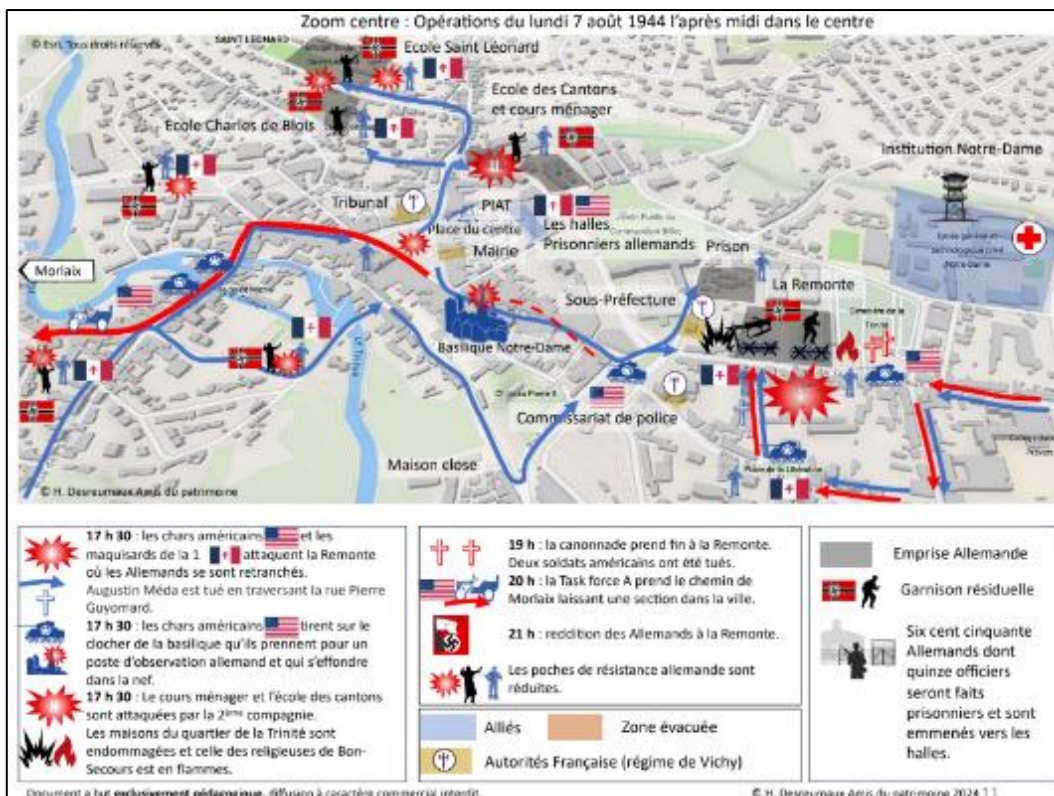 Zoom centre : Opérations du lundi 7 août 1944 l'après midi dans le centre
© Esri, Tous droits réservés
SAINT LÉONARD
Ecole Saint Léonard
Ecole des Cantons
et cours ménager
Ecole Charles de Blois
Institution Notre-Dame
Tribunal
PIAT
Place du centre
Les halles
Prisonniers allemands
Mairie
Prison
Morlaix
La Remonte
Sous-Préfecture
Basilique Notre-Dame
Commissariat de police
Maison close
© H. Desreumaux Amis du patrimoine
17 h 30 : les chars américains et les
maquisards de la 1 attaquent la Remonte
où les Allemands se sont retranchés.
Augustin Méda est tué en traversant la rue Pierre
Guyomard.
17 h 30 : les chars américains tirent sur le
clocher de la basilique qu'ils prennent pour un
poste d'observation allemand et qui s'effondre
dans la nef.
17 h 30 : Le cours ménager et l'école des cantons
sont attaquées par la 2ème compagnie.
Les maisons du quartier de la Trinité sont
endommagées et celle des religieuses de Bon-
Secours est en flammes.
19 h : la canonnade prend fin à la Remonte.
Deux soldats américains ont été tués.
20 h : la Task force A prend le chemin de
Morlaix laissant une section dans la ville.
21 h : reddition des Allemands à la Remonte.
Les poches de résistance allemande sont
réduites.
Alliés
Zone évacuée
Autorités Française (régime de Vichy)
Emprise Allemande
Garnison résiduelle
Six cent cinquante
Allemands dont
quinze officiers
seront faits
prisonniers et sont
emmenés vers les
halles.
Document a but exclusivement pédagogique, diffusion à caractère commercial interdit.
© H. Desreumaux Amis du patrimoine 2024 11